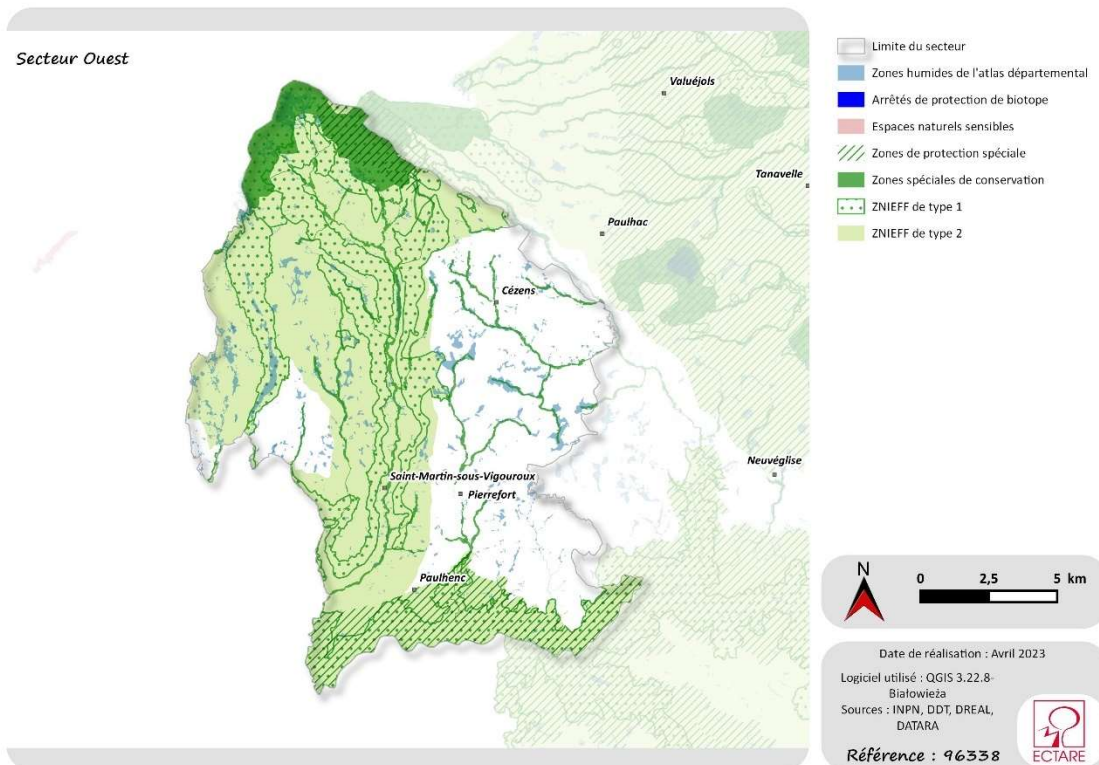 Secteur Ouest
Valuéjols
Tanavelle
Paulhac
Cézens
Neuvéglise
Saint-Martin-sous-Vigouroux
Pierrefort
Paulhenc
Limite du secteur
Zones humides de l'atlas départemental
Arrêtés de protection de biotope
Espaces naturels sensibles
Zones de protection spéciale
Zones spéciales de conservation
ZNIEFF de type 1
ZNIEFF de type 2
N
0 2,5 5 km
Date de réalisation : Avril 2023
Logiciel utilisé : QGIS 3.22.8-
Białowieża
Sources : INPN, DDT, DREAL,
DATARA
Référence : 96338
ECTARE